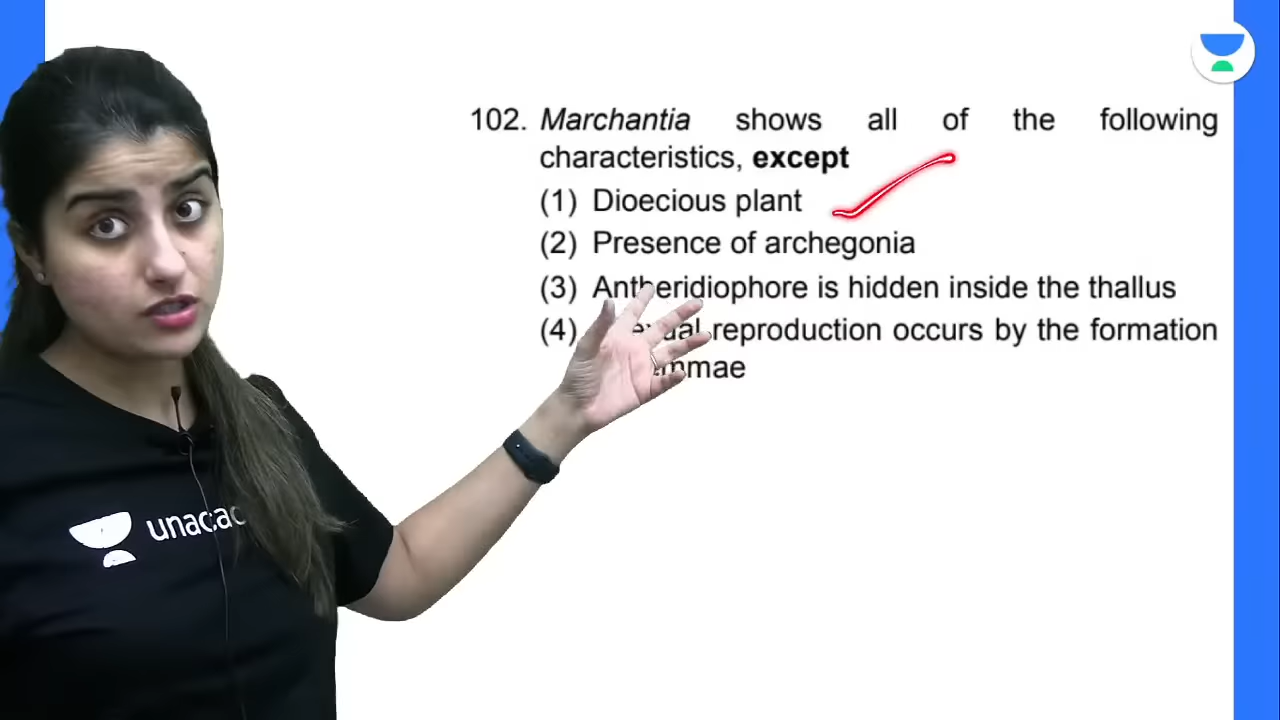 102. Marchantia shows all of the following
characteristics, except
(1) Dioecious plant
(2) Presence of archegonia
(3) Antheridiophore is hidden inside the thallus
(4) reproduction occurs by the formation